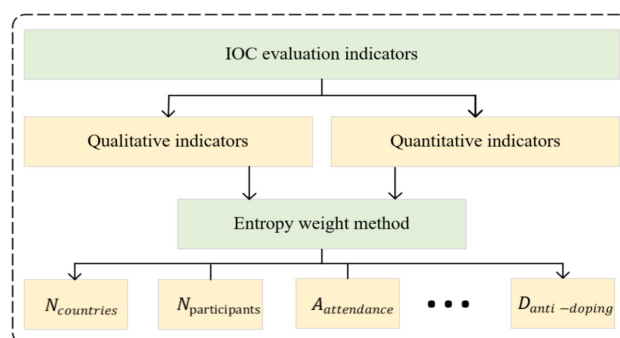 IOC evaluation indicators
Qualitative indicators
Quantitative indicators
Entropy weight method
N_countries
N_participants
A_attendance
• • •
D_anti −doping